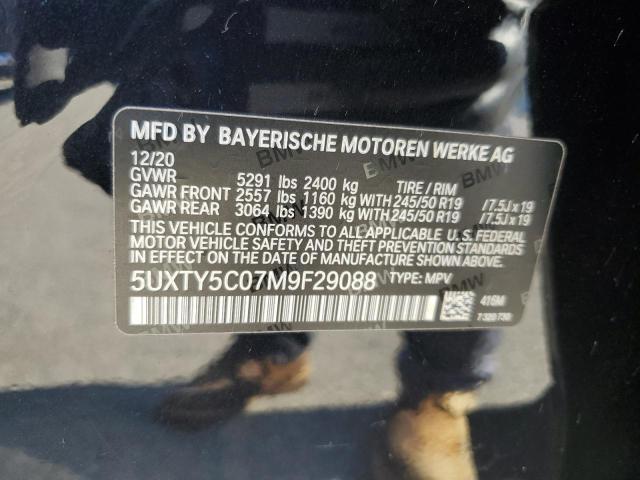 MFD BY BAYERISCHE MOTOREN WERKE AG
12/20
GVWR 5291 lbs 2400 kg TIRE / RIM
GAWR FRONT 2557 lbs 1160 kg WITH 245/50 R19 /7.5J x 19
GAWR REAR 3064 lbs 1390 kg WITH 245/50 R19 /7.5J x 19
THIS VEHICLE CONFORMS TO ALL APPLICABLE U.S. FEDERAL
MOTOR VEHICLE SAFETY AND THEFT PREVENTION STANDARDS
IN EFFECT ON THE DATE OF MANUFACTURE SHOWN ABOVE.
5UXTY5C07M9F29088 TYPE: MPV
416M